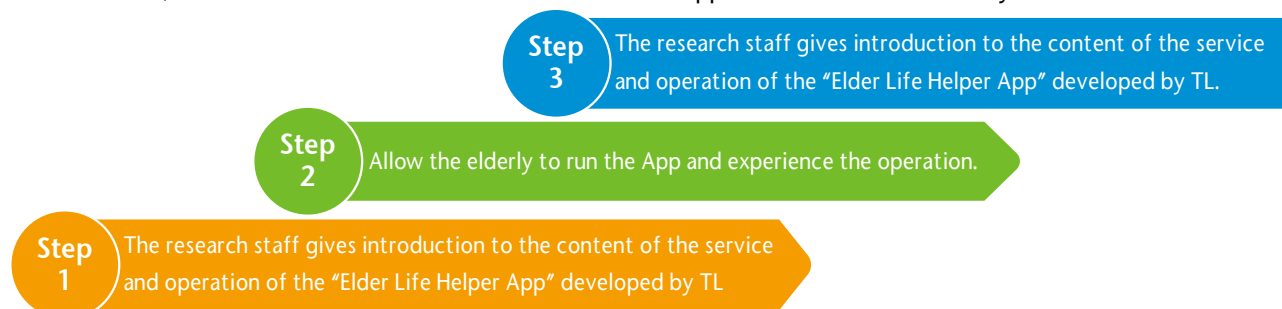 Step
3
The research staff gives introduction to the content of the service
and operation of the “Elder Life Helper App” developed by TL.
Step
2
Allow the elderly to run the App and experience the operation.
Step
1
The research staff gives introduction to the content of the service
and operation of the “Elder Life Helper App” developed by TL